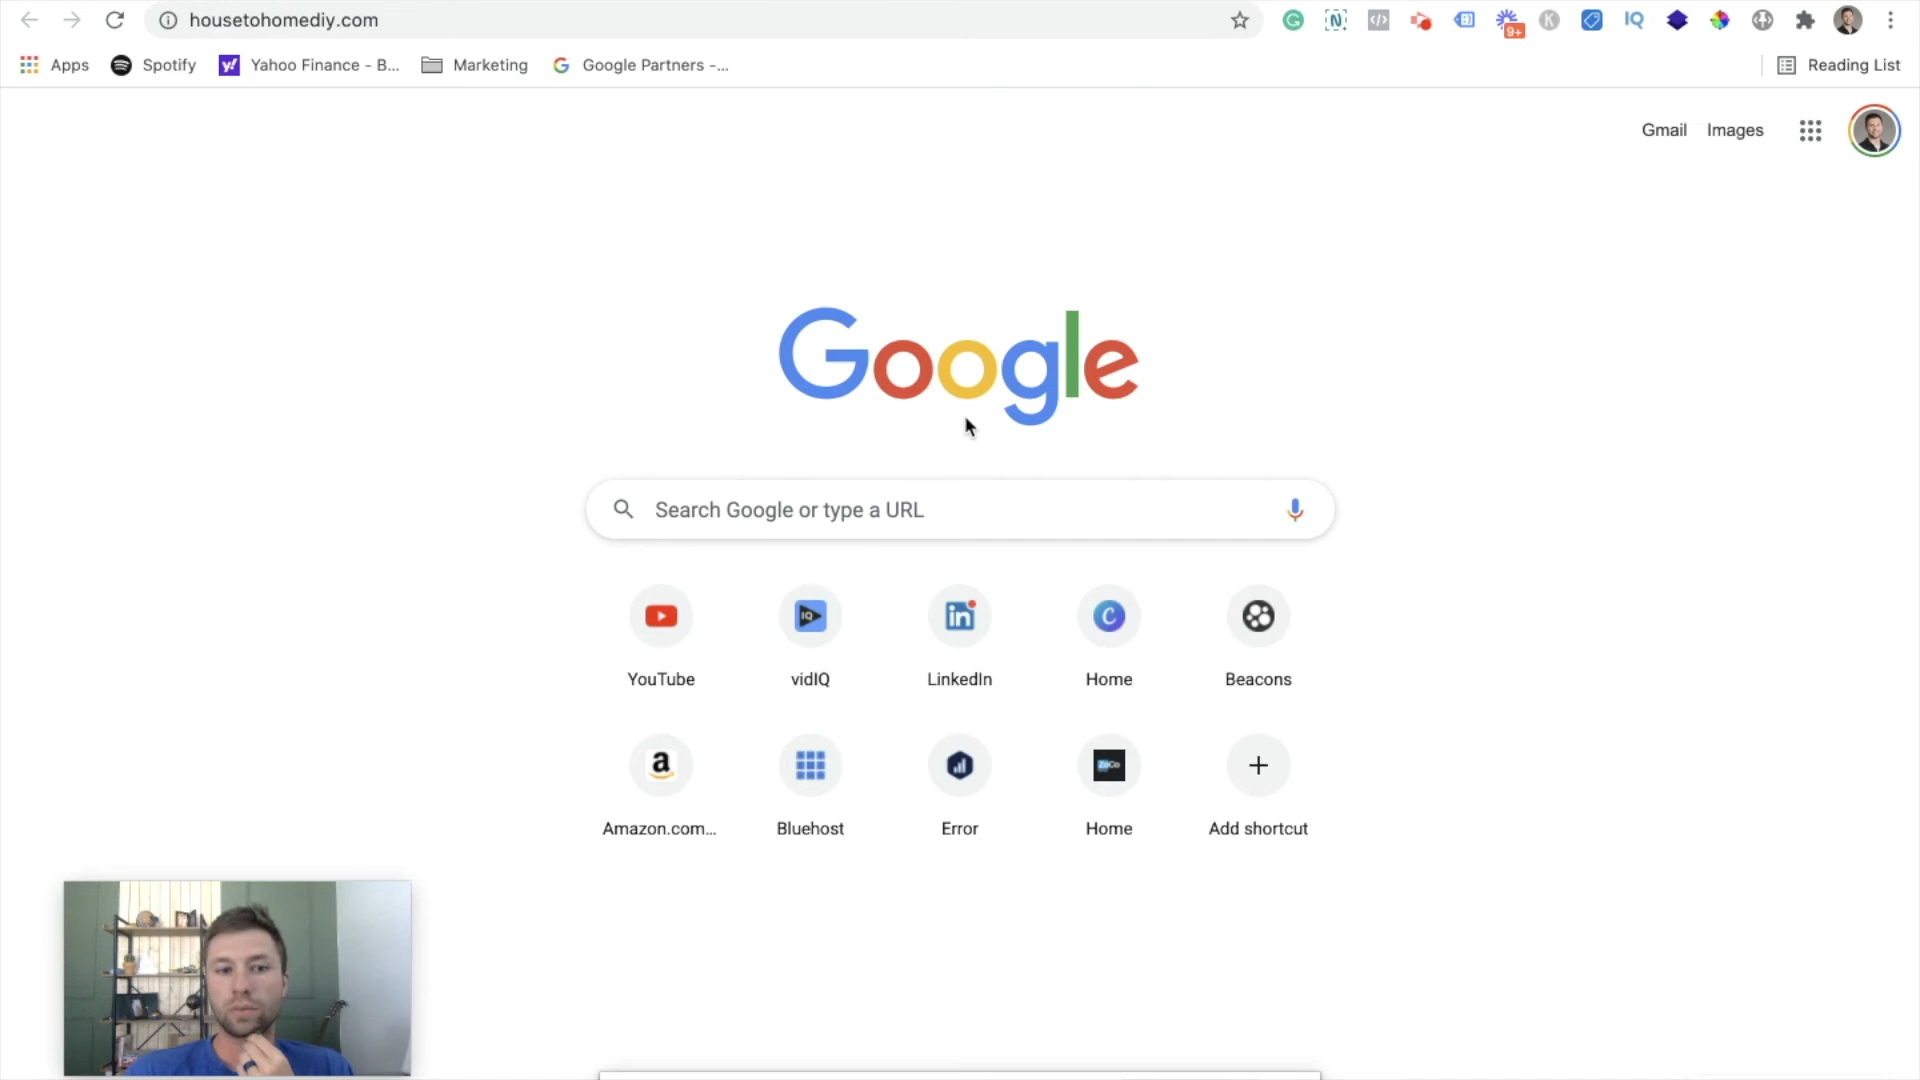 housetohomediy.com
9+
Apps
Spotify
Yahoo Finance - B...
Marketing
Google Partners -...
Reading List
Gmail
Images
Google
Search Google or type a URL
YouTube
vidIQ
LinkedIn
Home
Beacons
Amazon.com...
Bluehost
Error
Home
Add shortcut